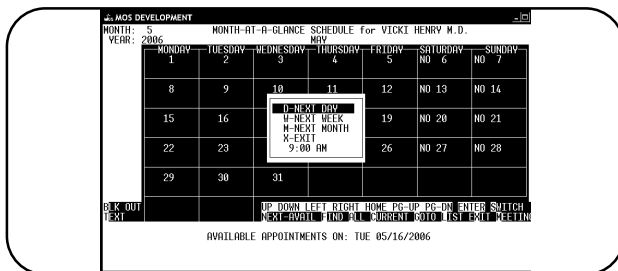 MOS DEVELOPMENT
MONTH: 5 MONTH-AT-A-GLANCE SCHEDULE for VICKI HENRY M.D.
YEAR: 2006 MAY
MONDAY TUESDAY WEDNESDAY THURSDAY FRIDAY SATURDAY SUNDAY
1 2 3 4 5 NO 6 NO 7
8 9 10 11 12 NO 13 NO 14
D-NEXT DAY
W-NEXT WEEK
M-NEXT MONTH
X-EXIT
9:00 AM
15 16 19 NO 20 NO 21
22 23 26 NO 27 NO 28
29 30 31
BLK OUT UP DOWN LEFT RIGHT HOME PG-UP PG-DN ENTER SWITCH
TEXT NEXT-AVAIL FIND ALL CURRENT GOTO LIST EXIT MEETING
AVAILABLE APPOINTMENTS ON: TUE 05/16/2006